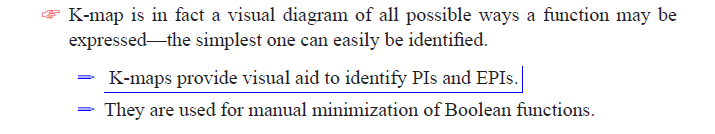 K-map is in fact a visual diagram of all possible ways a function may be
expressed—the simplest one can easily be identified.
K-maps provide visual aid to identify PIs and EPIs.
They are used for manual minimization of Boolean functions.